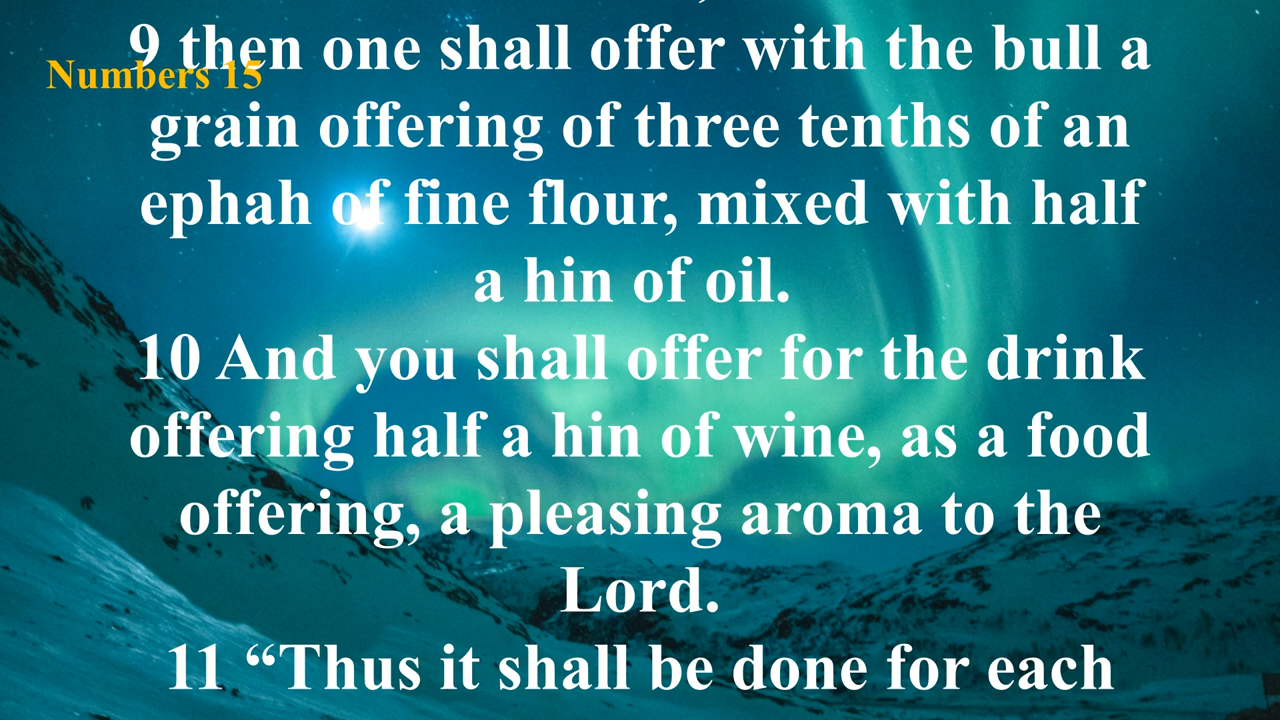 9 then one shall offer with the bull a
Numbers 15
grain offering of three tenths of an
ephah of fine flour, mixed with half
a hin of oil.
10 And you shall offer for the drink
offering half a hin of wine, as a food
offering, a pleasing aroma to the
Lord.
11 “Thus it shall be done for each